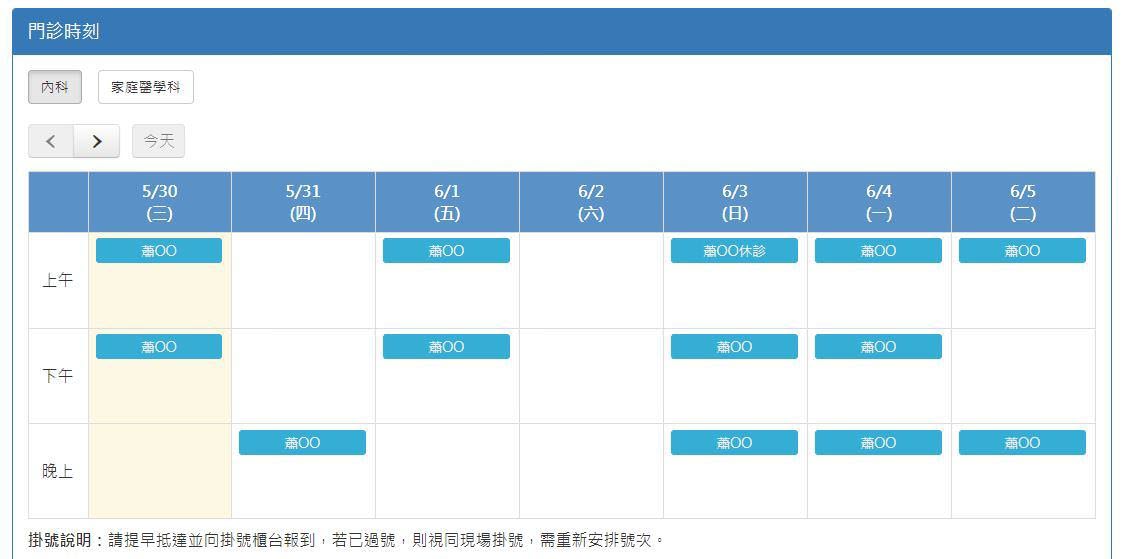 門診時刻
內科 家庭醫學科
今天
5/30 5/31 6/1 6/2 6/3 6/4 6/5
(三) (四) (五) (六) (日) (一) (二)
蕭OO 蕭OO 蕭OO休診 蕭OO 蕭OO
上午
蕭OO 蕭OO 蕭OO 蕭OO
下午
蕭OO 蕭OO 蕭OO 蕭OO
晚上
掛號說明：請提早抵達並向掛號櫃台報到，若已過號，則視同現場掛號，需重新安排號次。